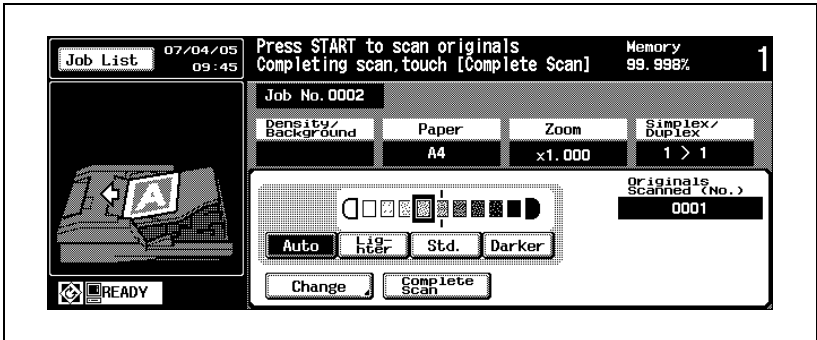 Job List
07/04/05
09:45
Press START to scan originals
Completing scan,touch [Complete Scan]
Memory
99.998%
1
Job No.0002
Density/
Background
Paper
Zoom
Simplex/
Duplex
A4
×1.000
1 > 1
A
Originals
Scanned (No.)
0001
Auto
Lig-
hter
Std.
Darker
Change
Complete
Scan
READY